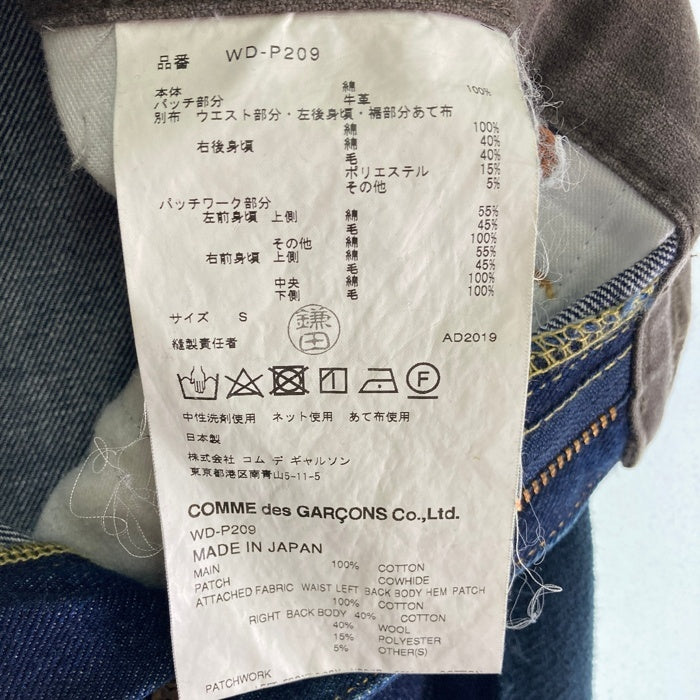 品番 WD-P209
本体 綿 100%
パッチ部分 牛革
別布 ウエスト部分・左後身頃・裾部分あて布
綿 100%
右後身頃 綿 40%
毛 40%
ポリエステル 15%
その他 5%
パッチワーク部分
左前身頃 上側 綿 55%
毛 45%
その他 綿 100%
右前身頃 上側 綿 55%
毛 45%
中央 綿 100%
下側 毛 100%
サイズ S
鎌田
縫製責任者 AD2019
F
中性洗剤使用 ネット使用 あて布使用
日本製
株式会社 コム デ ギャルソン
東京都港区南青山5-11-5
COMME des GARÇONS Co.,Ltd.
WD-P209
MADE IN JAPAN
MAIN 100% COTTON
PATCH COWHIDE
ATTACHED FABRIC WAIST LEFT BACK BODY HEM PATCH
100% COTTON
RIGHT BACK BODY 40% COTTON
40% WOOL
15% POLYESTER
5% OTHER(S)
PATCHWORK